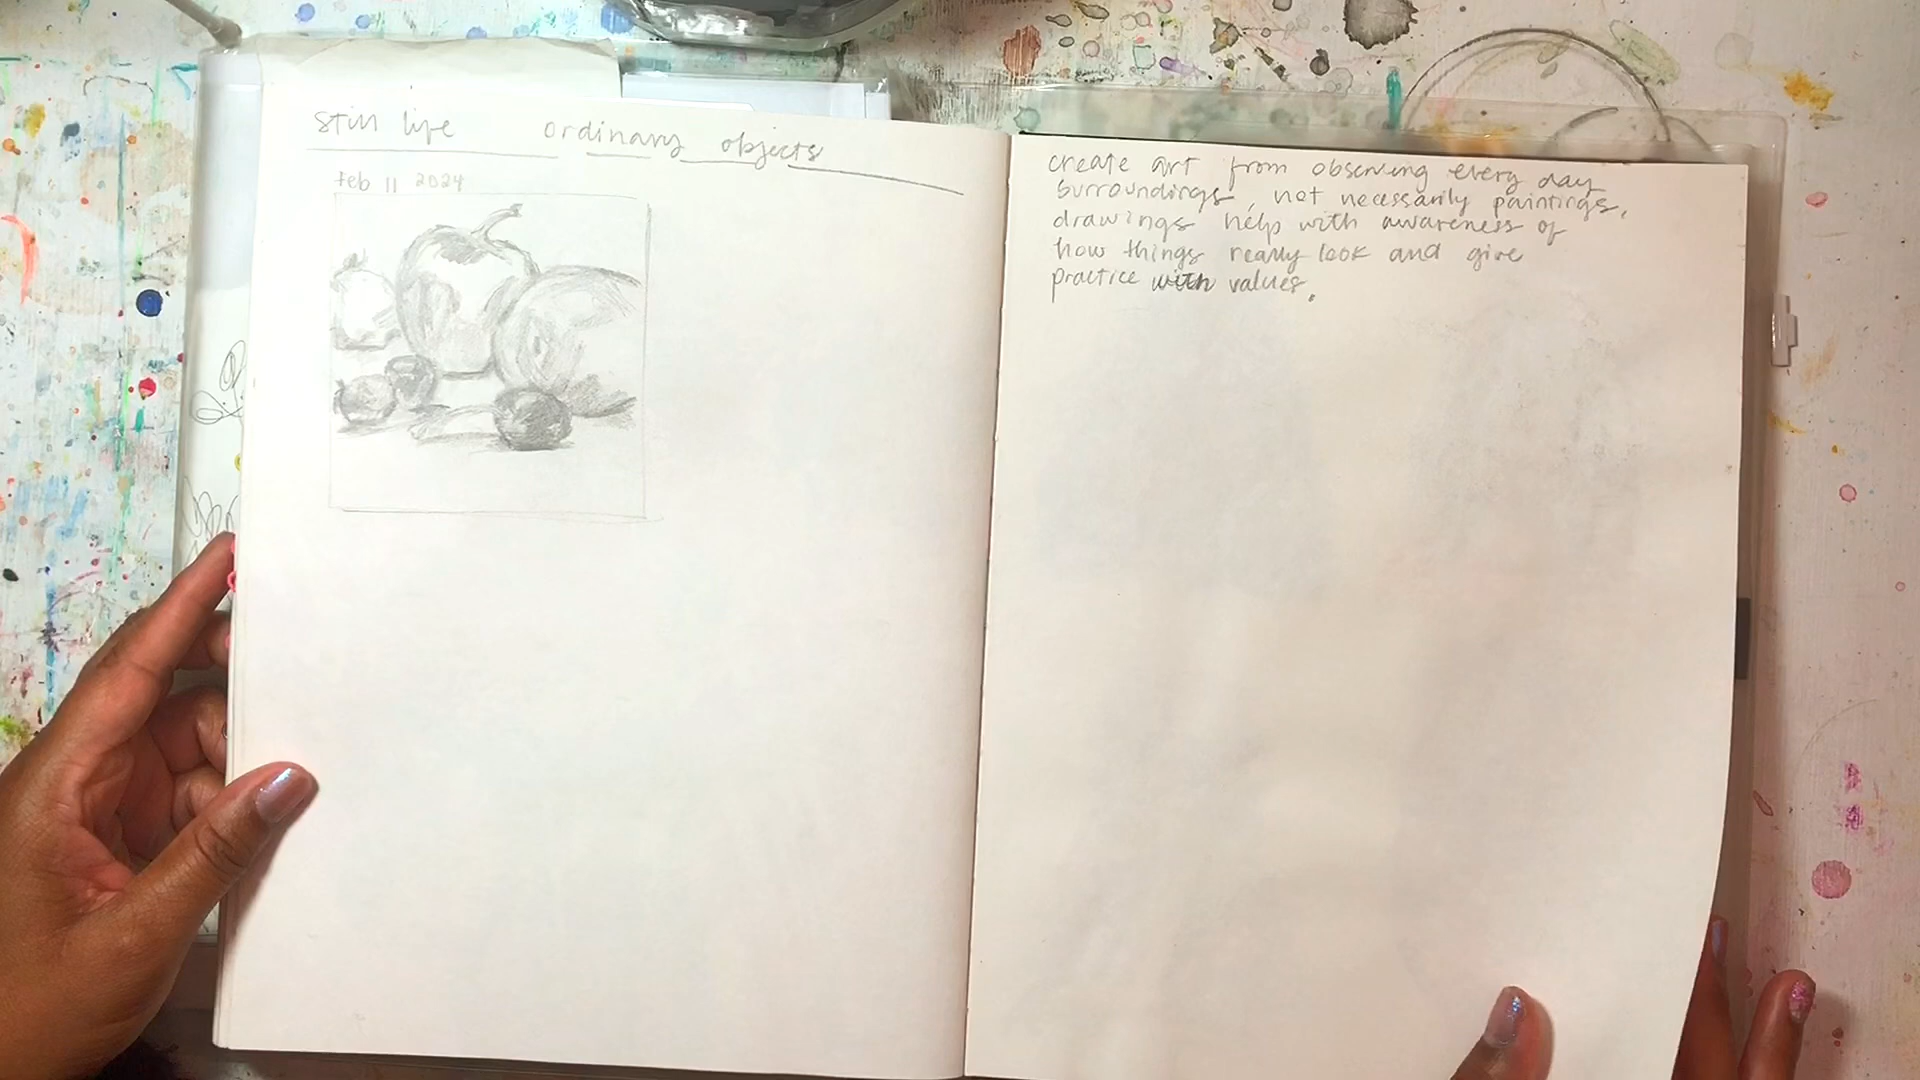 Still life ordinary objects
Feb 11 2024
create art from observing every day
surroundings, not necessarily paintings,
drawings help with awareness of
how things really look and give
practice with values.